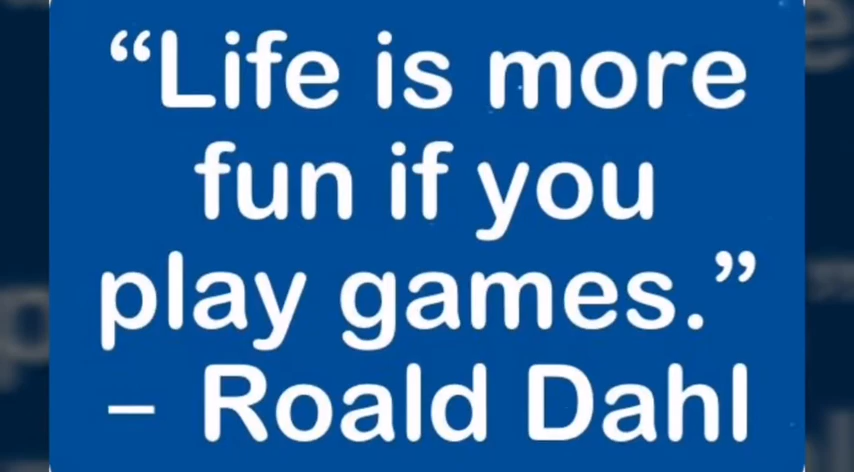 “Life is more
fun if you
play games.”
– Roald Dahl